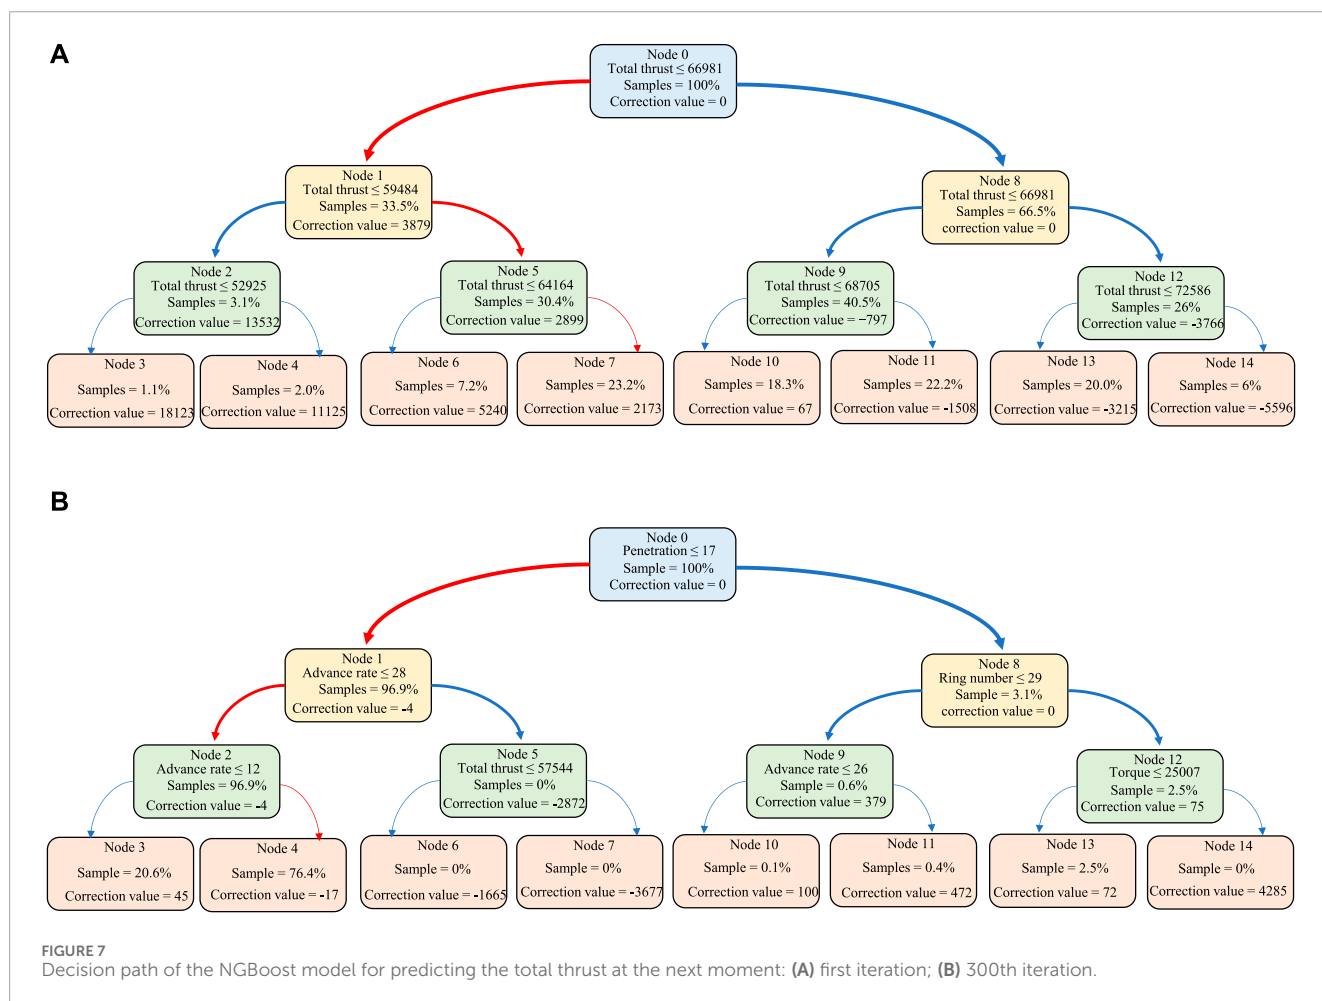 A
Node 0
Total thrust ≤ 66981
Samples = 100%
Correction value = 0
Node 1
Total thrust ≤ 59484
Samples = 33.5%
Correction value = 3879
Node 8
Total thrust ≤ 66981
Samples = 66.5%
correction value = 0
Node 2
Total thrust ≤ 52925
Samples = 3.1%
Correction value = 13532
Node 5
Total thrust ≤ 64164
Samples = 30.4%
Correction value = 2899
Node 9
Total thrust ≤ 68705
Samples = 40.5%
Correction value = −797
Node 12
Total thrust ≤ 72586
Samples = 26%
Correction value = -3766
Node 3
Samples = 1.1%
Correction value = 18123
Node 4
Samples = 2.0%
Correction value = 11125
Node 6
Samples = 7.2%
Correction value = 5240
Node 7
Samples = 23.2%
Correction value = 2173
Node 10
Samples = 18.3%
Correction value = 67
Node 11
Samples = 22.2%
Correction value = -1508
Node 13
Samples = 20.0%
Correction value = -3215
Node 14
Samples = 6%
Correction value = -5596
B
Node 0
Penetration ≤ 17
Sample = 100%
Correction value = 0
Node 1
Advance rate ≤ 28
Samples = 96.9%
Correction value = -4
Node 8
Ring number ≤ 29
Sample = 3.1%
correction value = 0
Node 2
Advance rate ≤ 12
Samples = 96.9%
Correction value = -4
Node 5
Total thrust ≤ 57544
Samples = 0%
Correction value = -2872
Node 9
Advance rate ≤ 26
Sample = 0.6%
Correction value = 379
Node 12
Torque ≤ 25007
Sample = 2.5%
Correction value = 75
Node 3
Sample = 20.6%
Correction value = 45
Node 4
Sample = 76.4%
Correction value = -17
Node 6
Sample = 0%
Correction value = -1665
Node 7
Sample = 0%
Correction value = -3677
Node 10
Sample = 0.1%
Correction value = 100
Node 11
Samples = 0.4%
Correction value = 472
Node 13
Sample = 2.5%
Correction value = 72
Node 14
Sample = 0%
Correction value = 4285
FIGURE 7
Decision path of the NGBoost model for predicting the total thrust at the next moment: (A) first iteration; (B) 300th iteration.